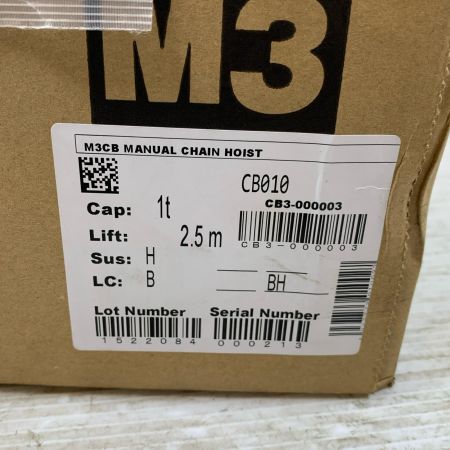 M3
M3CB MANUAL CHAIN HOIST
CB010
Cap: 1t
CB3-000003
Lift: 2.5 m
CB3-000003
Sus: H
LC: B BH
Lot Number Serial Number
1522084 000213